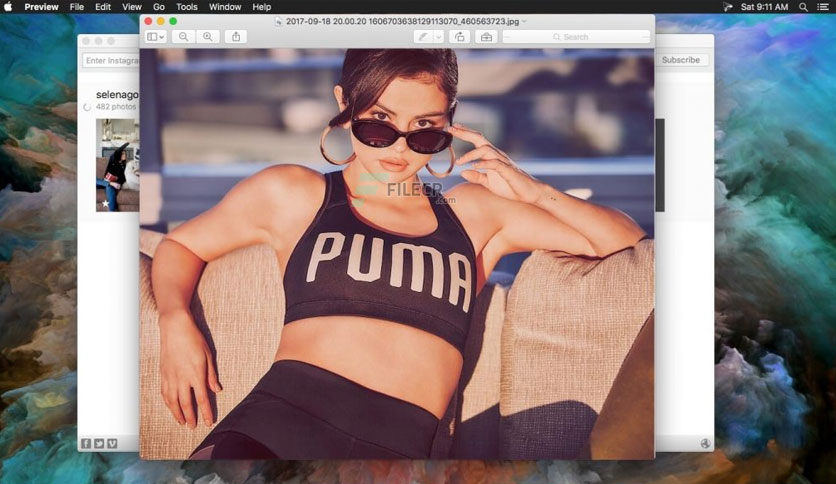 Preview File Edit View Go Tools Window Help Sat 9:11 AM
2017-09-18 20.00.20 1606703638129113070_460563723.jpg
Search
Enter Instagra
Subscribe
selenago
482 photos
FILECR
.com
PUMA